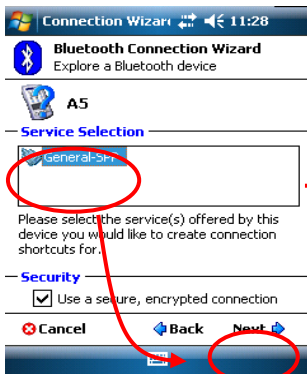 Connection Wizar 11:28
Bluetooth Connection Wizard
Explore a Bluetooth device
A5
Service Selection
General-SPP
Please select the service(s) offered by this
device you would like to create connection
shortcuts for.
Security
Use a secure, encrypted connection
Cancel Back Next